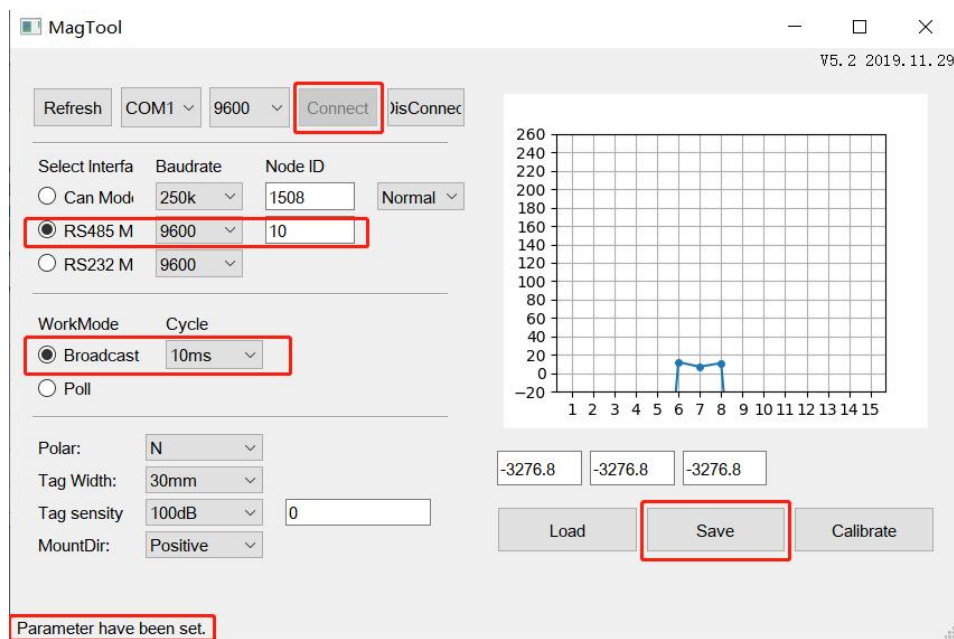 MagTool
V5.2 2019.11.29
Refresh COM1 9600 Connect )isConnec
Select Interfa Baudrate Node ID
Can Mod 250k 1508 Normal
RS485 M 9600 10
RS232 M 9600
WorkMode Cycle
Broadcast 10ms
Poll
Polar: N
Tag Width: 30mm
Tag sensity 100dB 0
MountDir: Positive
260
240
220
200
180
160
140
120
100
80
60
40
20
0
−20
1 2 3 4 5 6 7 8 9 10 11 12 13 14 15
-3276.8 -3276.8 -3276.8
Load Save Calibrate
Parameter have been set.